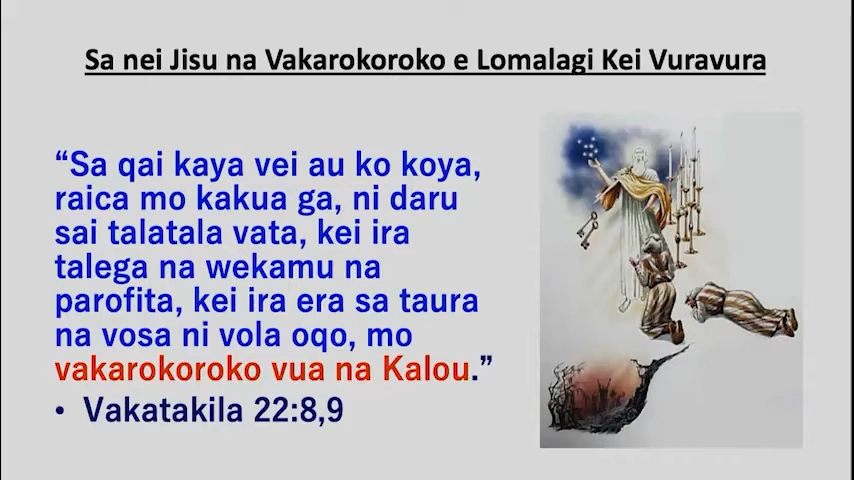 Sa nei Jisu na Vakarokoroko e Lomalagi Kei Vuravura
“Sa qai kaya vei au ko koya,
raica mo kakua ga, ni daru
sai talatala vata, kei ira
talega na wekamu na
parofita, kei ira era sa taura
na vosa ni vola oqo, mo
vakarokoroko vua na Kalou.”
• Vakatakila 22:8,9